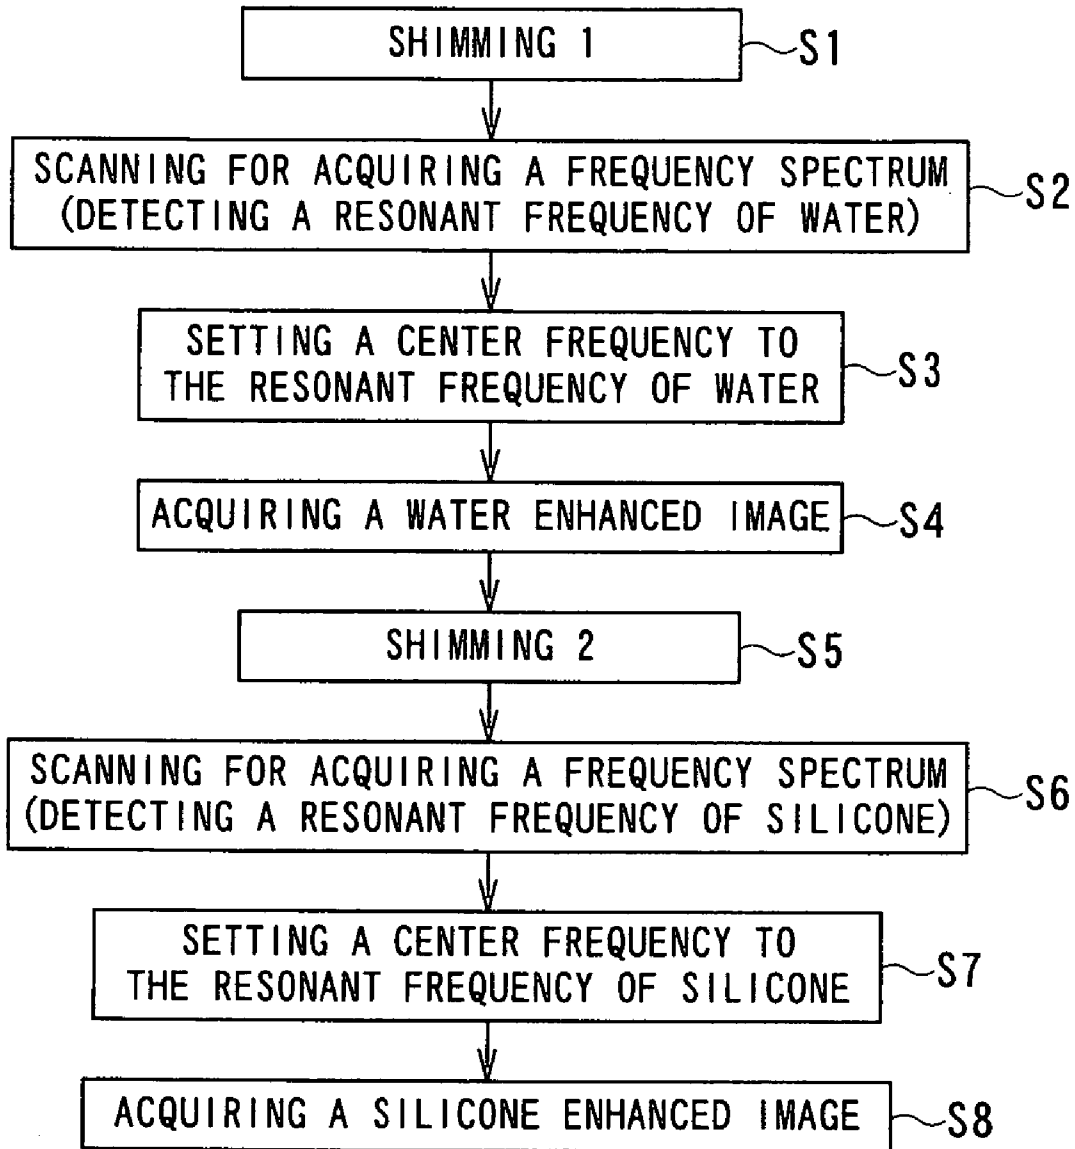 SHIMMING 1
S1
SCANNING FOR ACQUIRING A FREQUENCY SPECTRUM
(DETECTING A RESONANT FREQUENCY OF WATER)
S2
SETTING A CENTER FREQUENCY TO
THE RESONANT FREQUENCY OF WATER
S3
ACQUIRING A WATER ENHANCED IMAGE
S4
SHIMMING 2
S5
SCANNING FOR ACQUIRING A FREQUENCY SPECTRUM
(DETECTING A RESONANT FREQUENCY OF SILICONE)
S6
SETTING A CENTER FREQUENCY TO
THE RESONANT FREQUENCY OF SILICONE
S7
ACQUIRING A SILICONE ENHANCED IMAGE
S8